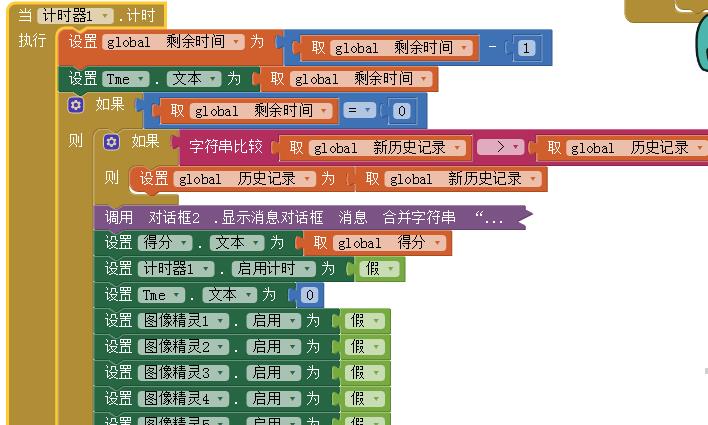 当 计时器1 .计时
执行 设置 global 剩余时间 为 取 global 剩余时间 - 1
设置 Tme . 文本 为 取 global 剩余时间
如果 取 global 剩余时间 = 0
则 如果 字符串比较 取 global 新历史记录 > 取 global 历史记录
则 设置 global 历史记录 为 取 global 新历史记录
调用 对话框2 .显示消息对话框 消息 合并字符串 “...
设置 得分 . 文本 为 取 global 得分
设置 计时器1 . 启用计时 为 假
设置 Tme . 文本 为 0
设置 图像精灵1 . 启用 为 假
设置 图像精灵2 . 启用 为 假
设置 图像精灵3 . 启用 为 假
设置 图像精灵4 . 启用 为 假
设置 图像精灵5 . 启用 为 假